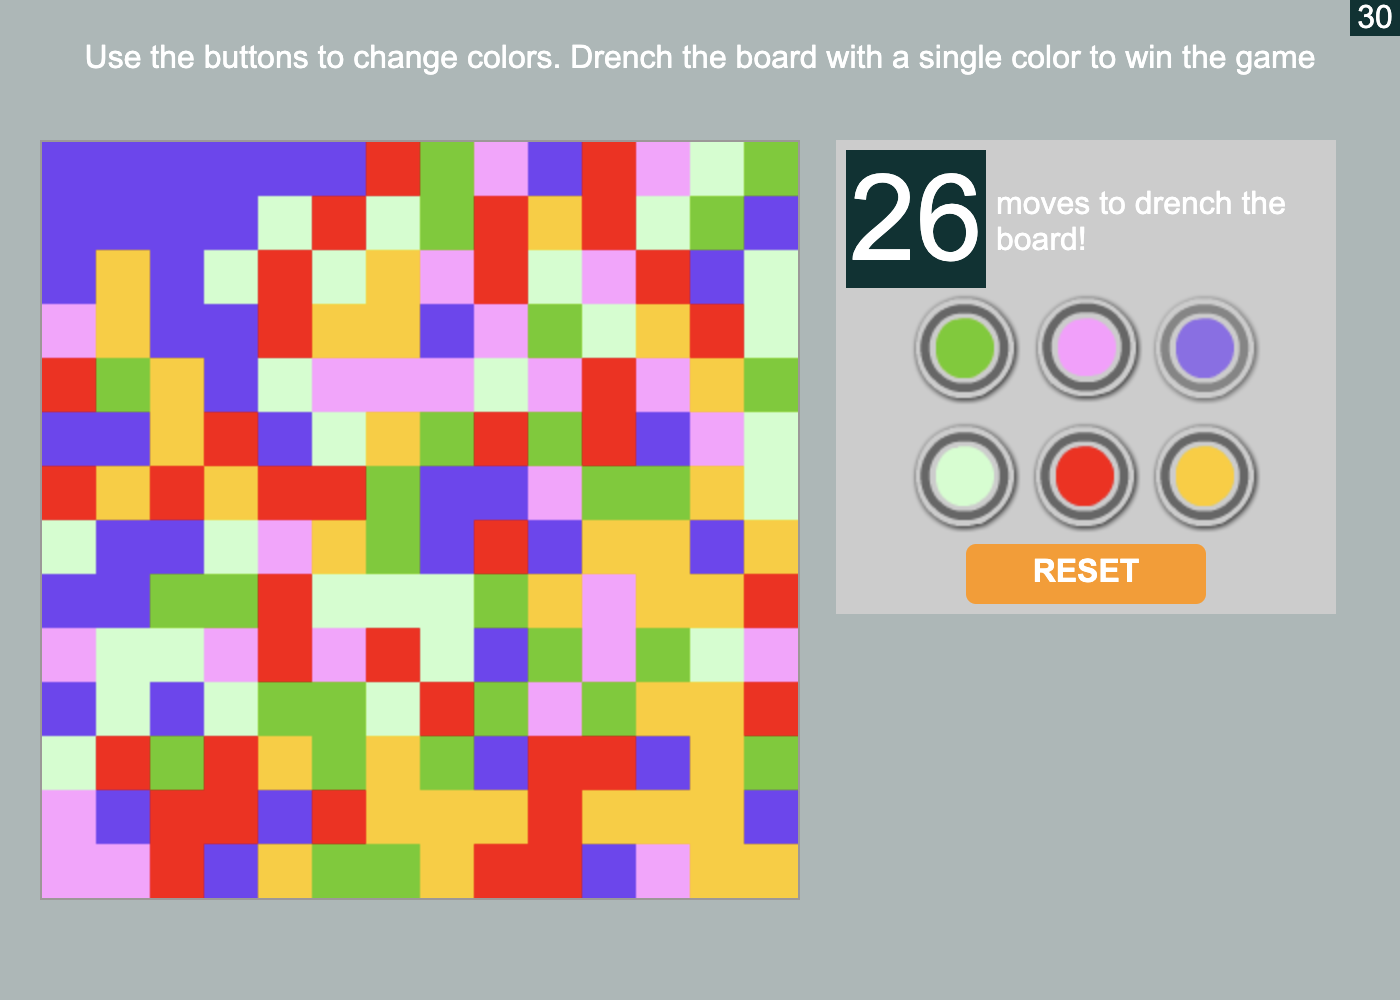 30
Use the buttons to change colors. Drench the board with a single color to win the game
26
moves to drench the
board!
RESET